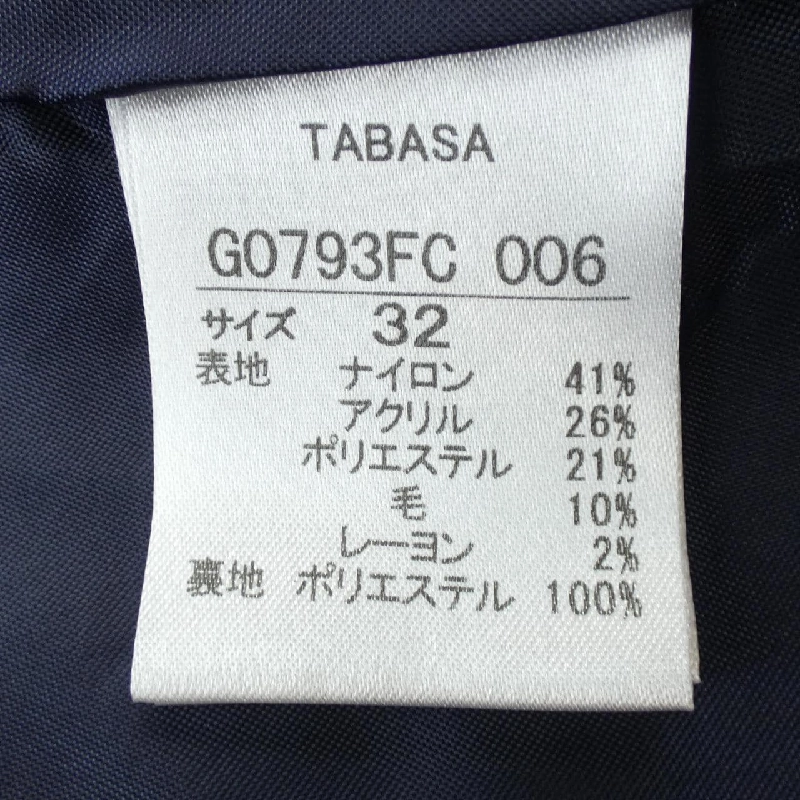 TABASA
G0793FC 006
サイズ 32
表地 ナイロン 41%
アクリル 26%
ポリエステル 21%
毛 10%
レーヨン 2%
裏地 ポリエステル 100%